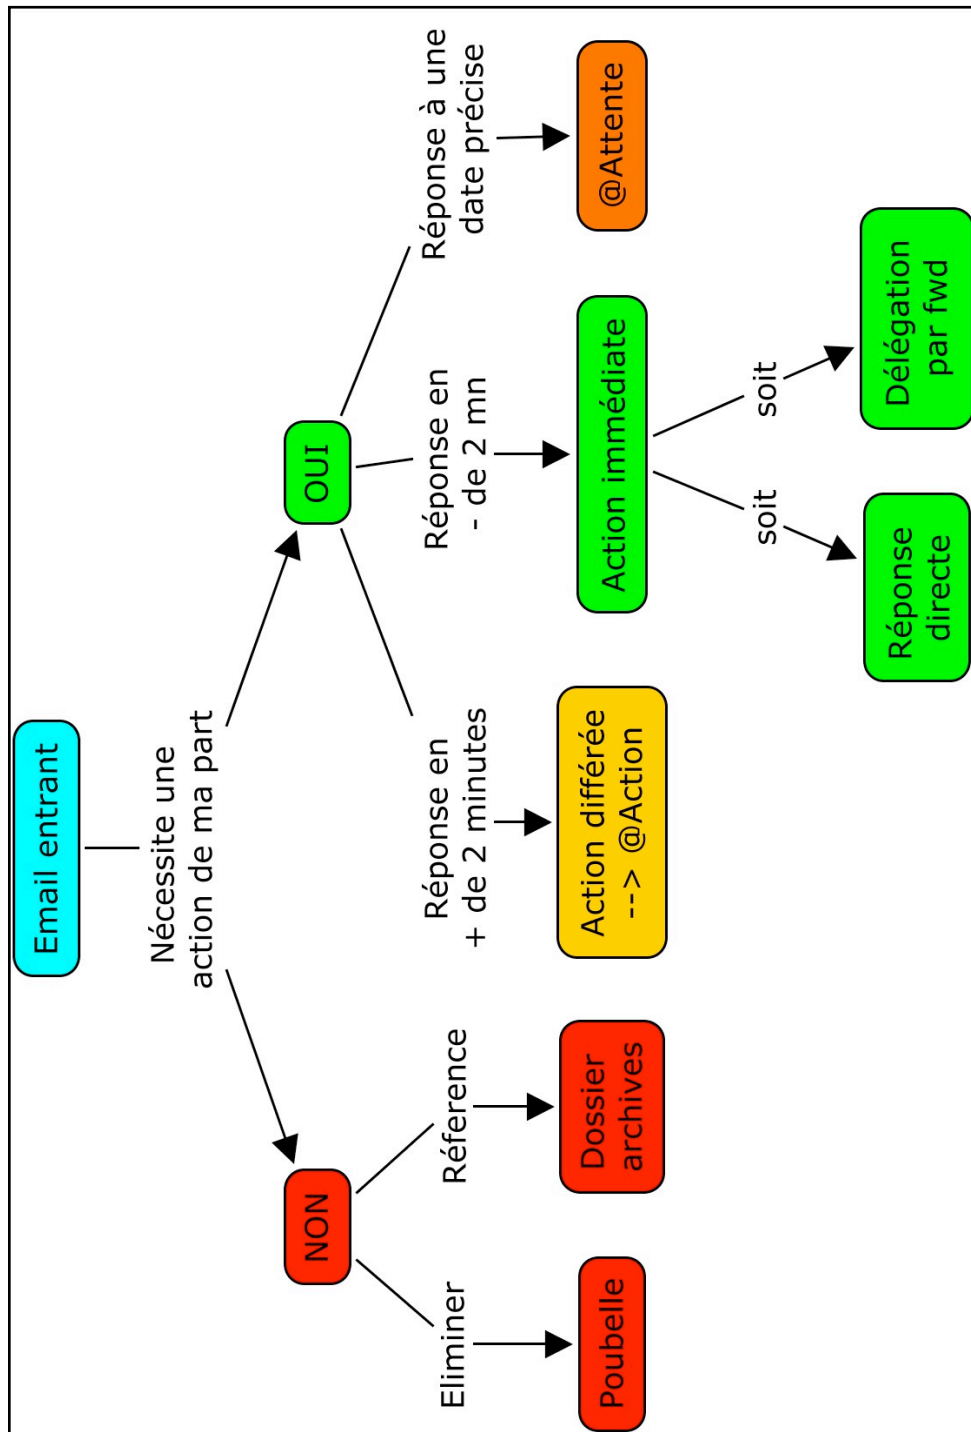 Email entrant
Nécessite une
action de ma part
NON
OUI
Eliminer
Réference
Réponse en
+ de 2 minutes
Réponse en
- de 2 mn
Réponse à une
date précise
Poubelle
Dossier
archives
Action différée
--> @Action
Action immédiate
@Attente
soit
soit
Réponse
directe
Délégation
par fwd